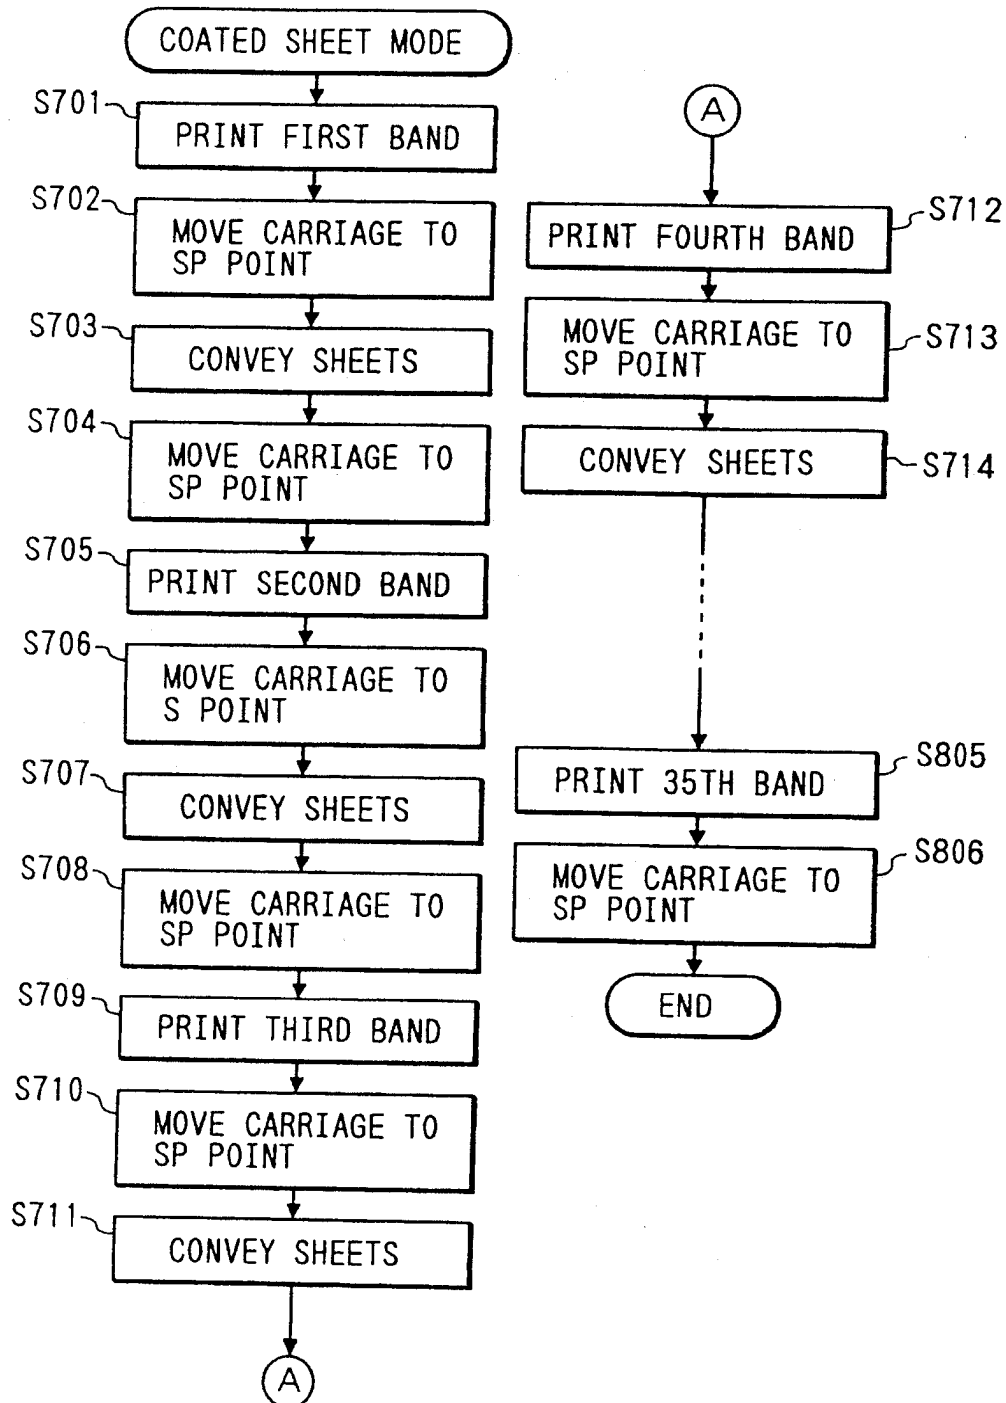 COATED SHEET MODE
S701
PRINT FIRST BAND
S702
MOVE CARRIAGE TO
SP POINT
S703
CONVEY SHEETS
S704
MOVE CARRIAGE TO
SP POINT
S705
PRINT SECOND BAND
S706
MOVE CARRIAGE TO
S POINT
S707
CONVEY SHEETS
S708
MOVE CARRIAGE TO
SP POINT
S709
PRINT THIRD BAND
S710
MOVE CARRIAGE TO
SP POINT
S711
CONVEY SHEETS
A
A
S712
PRINT FOURTH BAND
MOVE CARRIAGE TO
SP POINT
S713
CONVEY SHEETS
S714
S805
PRINT 35TH BAND
S806
MOVE CARRIAGE TO
SP POINT
END